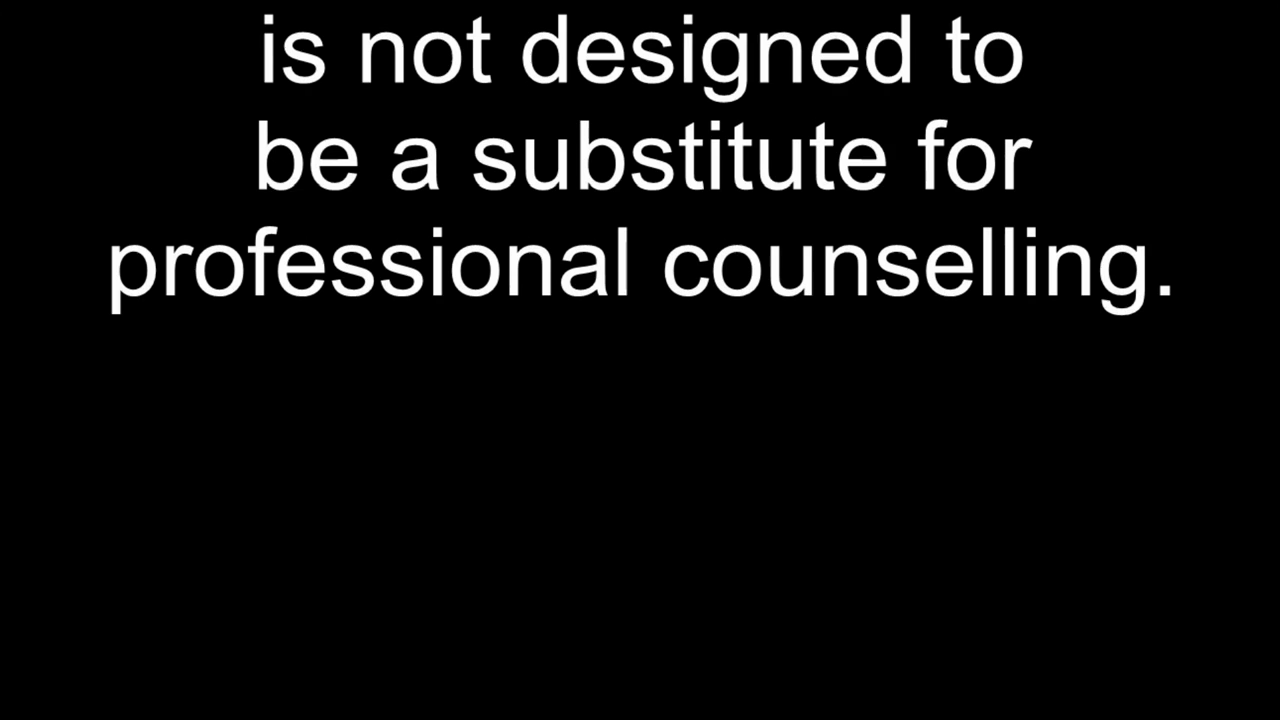 is not designed to
be a substitute for
professional counselling.